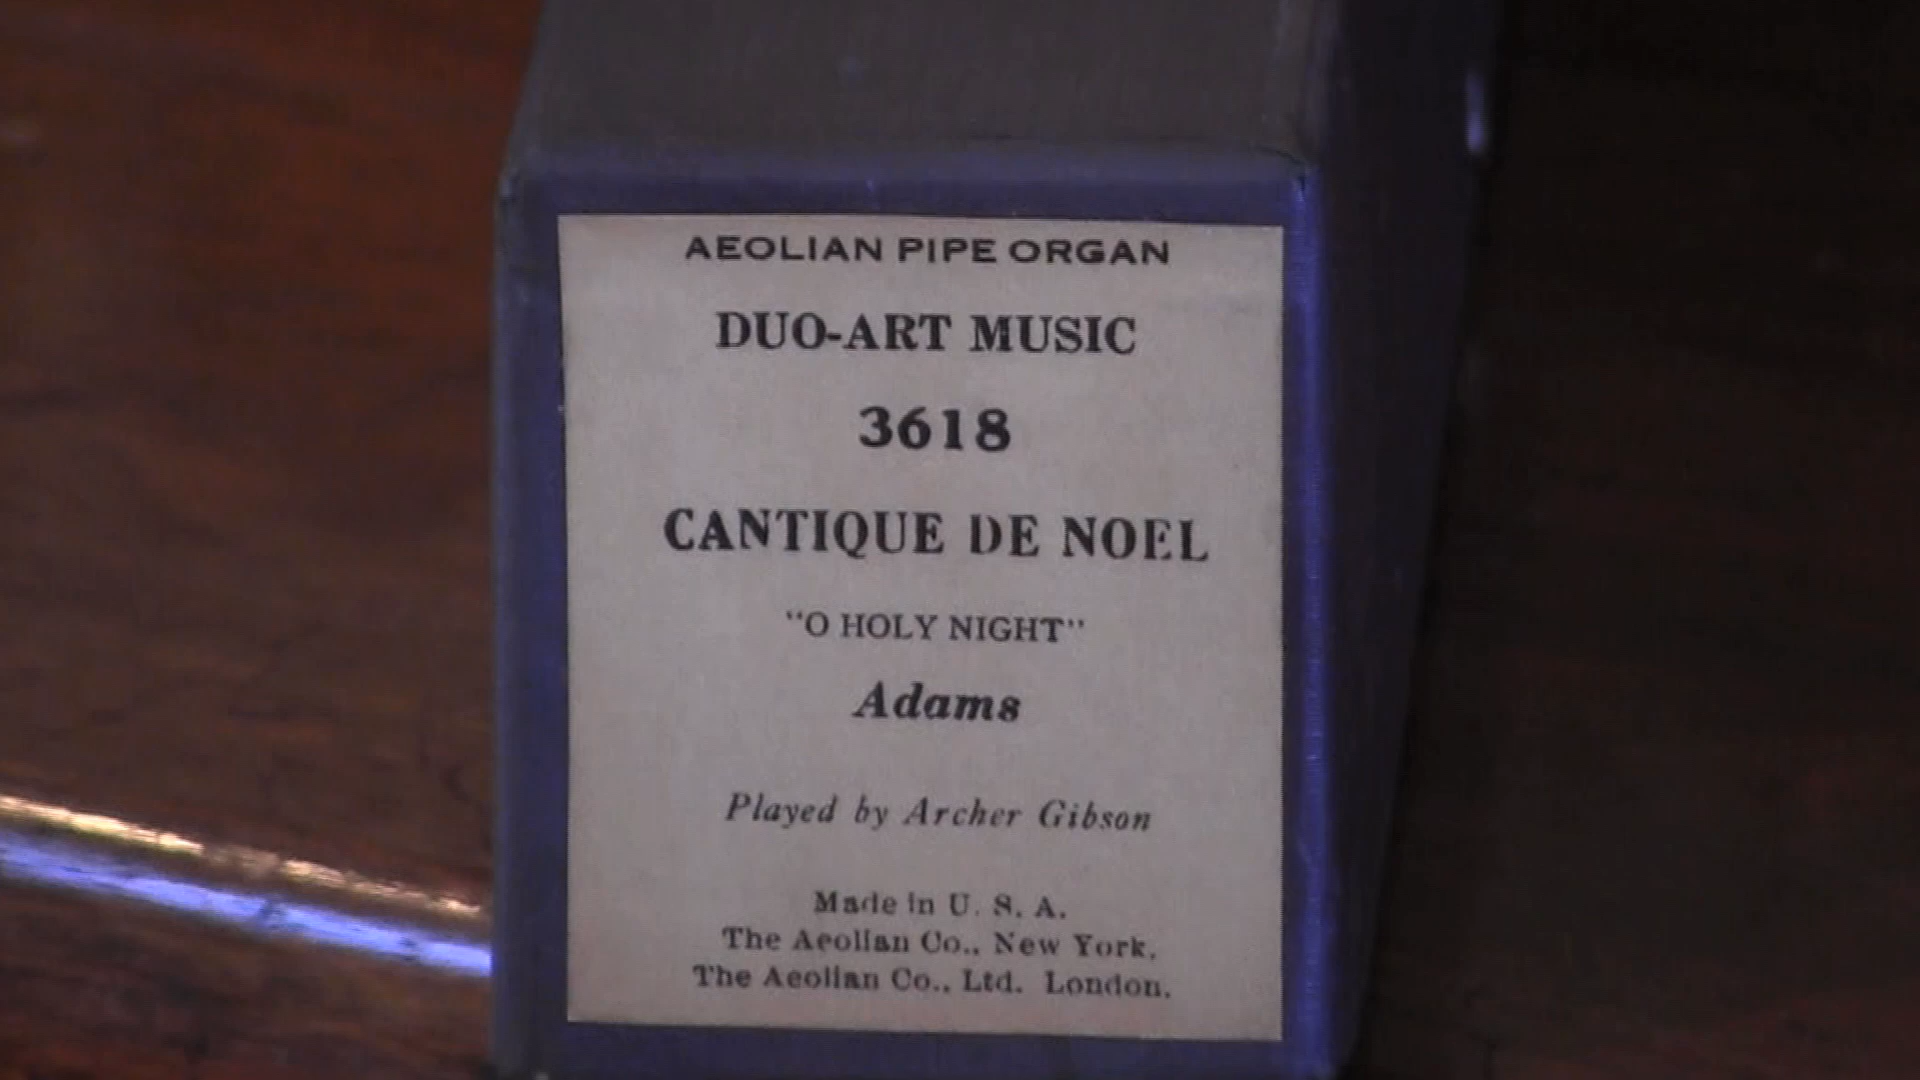 AEOLIAN PIPE ORGAN
DUO-ART MUSIC
3618
CANTIQUE DE NOEL
"O HOLY NIGHT"
Adams
Played by Archer Gibson
Made in U. S. A.
The Aeolian Co., New York.
The Aeolian Co., Ltd. London.